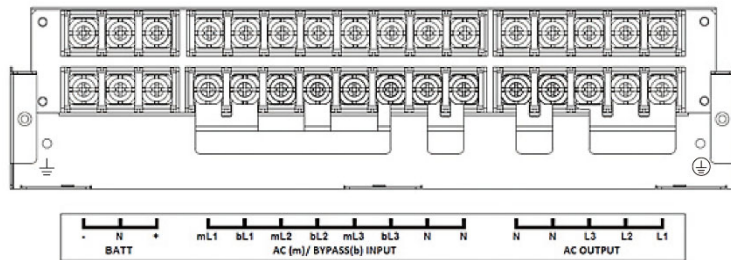 - N + mL1 bL1 mL2 bL2 mL3 bL3 N N N N L3 L2 L1
BATT AC (m)/ BYPASS(b) INPUT AC OUTPUT